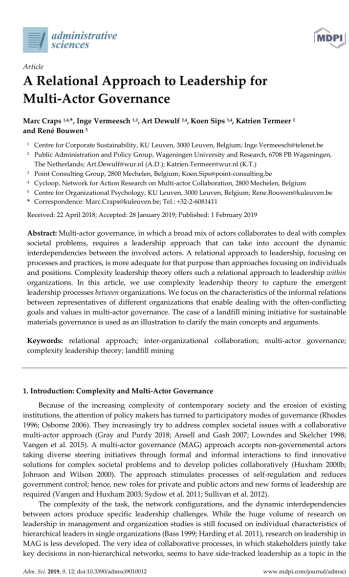 administrative
sciences
MDPI
Article
A Relational Approach to Leadership for
Multi-Actor Governance
Marc Craps 1,4,*, Inge Vermeesch 1,2, Art Dewulf 2,4, Koen Sips 3,4, Katrien Termeer 2
and René Bouwen 5
1 Centre for Corporate Sustainability, KU Leuven, 3000 Leuven, Belgium; Inge.Vermeesch@telenet.be
2 Public Administration and Policy Group, Wageningen University and Research, 6708 PB Wageningen,
The Netherlands; Art.Dewulf@wur.nl (A.D.); Katrien.Termeer@wur.nl (K.T.)
3 Point Consulting Group, 2800 Mechelen, Belgium; Koen.Sips@point-consulting.be
4 Cycloop, Network for Action Research on Multi-actor Collaboration, 2800 Mechelen, Belgium
5 Centre for Organizational Psychology, KU Leuven, 3000 Leuven, Belgium; Rene.Bouwen@kuleuven.be
* Correspondence: Marc.Craps@kuleuven.be; Tel.: +32-2-6081411
Received: 22 April 2018; Accepted: 28 January 2019; Published: 1 February 2019
Abstract: Multi-actor governance, in which a broad mix of actors collaborates to deal with complex
societal problems, requires a leadership approach that can take into account the dynamic
interdependencies between the involved actors. A relational approach to leadership, focusing on
processes and practices, is more adequate for that purpose than approaches focusing on individuals
and positions. Complexity leadership theory offers such a relational approach to leadership within
organizations. In this article, we use complexity leadership theory to capture the emergent
leadership processes between organizations. We focus on the characteristics of the informal relations
between representatives of different organizations that enable dealing with the often-conflicting
goals and values in multi-actor governance. The case of a landfill mining initiative for sustainable
materials governance is used as an illustration to clarify the main concepts and arguments.
Keywords: relational approach; inter-organizational collaboration; multi-actor governance;
complexity leadership theory; landfill mining
1. Introduction: Complexity and Multi-Actor Governance
Because of the increasing complexity of contemporary society and the erosion of existing
institutions, the attention of policy makers has turned to participatory modes of governance (Rhodes
1996; Osborne 2006). They increasingly try to address complex societal issues with a collaborative
multi-actor approach (Gray and Purdy 2018; Ansell and Gash 2007; Lowndes and Skelcher 1998;
Vangen et al. 2015). A multi-actor governance (MAG) approach accepts non-governmental actors
taking diverse steering initiatives through formal and informal interactions to find innovative
solutions for complex societal problems and to develop policies collaboratively (Huxham 2000b;
Johnson and Wilson 2000). The approach stimulates processes of self-regulation and reduces
government control; hence, new roles for private and public actors and new forms of leadership are
required (Vangen and Huxham 2003; Sydow et al. 2011; Sullivan et al. 2012).
The complexity of the task, the network configurations, and the dynamic interdependencies
between actors produce specific leadership challenges. While the huge volume of research on
leadership in management and organization studies is still focused on individual characteristics of
hierarchical leaders in single organizations (Bass 1999; Harding et al. 2011), research on leadership in
MAG is less developed. The very idea of collaborative processes, in which stakeholders jointly take
key decisions in non-hierarchical networks, seems to have side-tracked leadership as a topic in the
Adm. Sci. 2019, 9, 12; doi:10.3390/admsci9010012
www.mdpi.com/journal/admsci